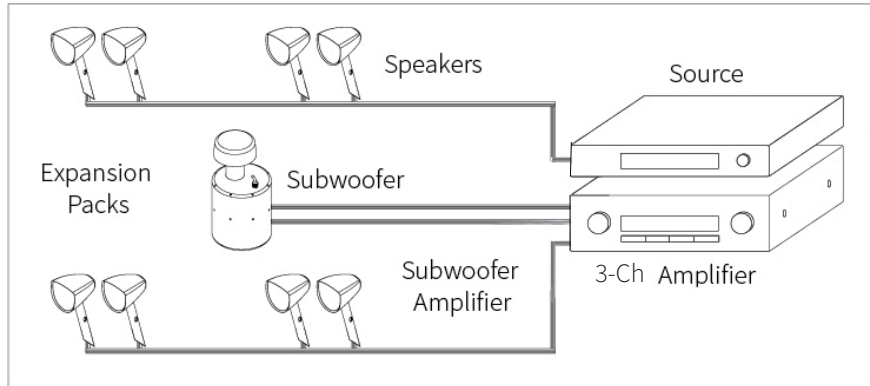 Speakers
Source
Expansion
Packs
Subwoofer
Subwoofer
Amplifier
3-Ch Amplifier